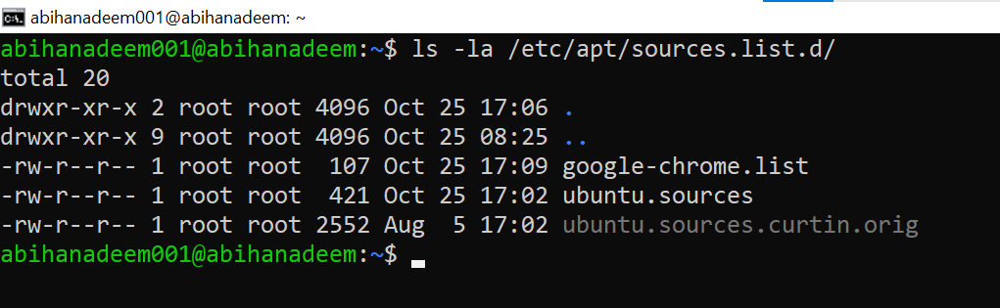 abihanadeem001@abihanadeem: ~
abihanadeem001@abihanadeem:~$ ls -la /etc/apt/sources.list.d/
total 20
drwxr-xr-x 2 root root 4096 Oct 25 17:06 .
drwxr-xr-x 9 root root 4096 Oct 25 08:25 ..
-rw-r--r-- 1 root root  107 Oct 25 17:09 google-chrome.list
-rw-r--r-- 1 root root  421 Oct 25 17:02 ubuntu.sources
-rw-r--r-- 1 root root 2552 Aug  5 17:02 ubuntu.sources.curtin.orig
abihanadeem001@abihanadeem:~$